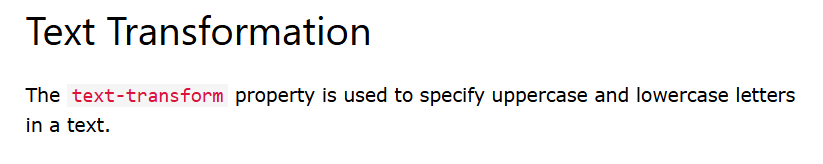 Text Transformation
The text-transform property is used to specify uppercase and lowercase letters
in a text.